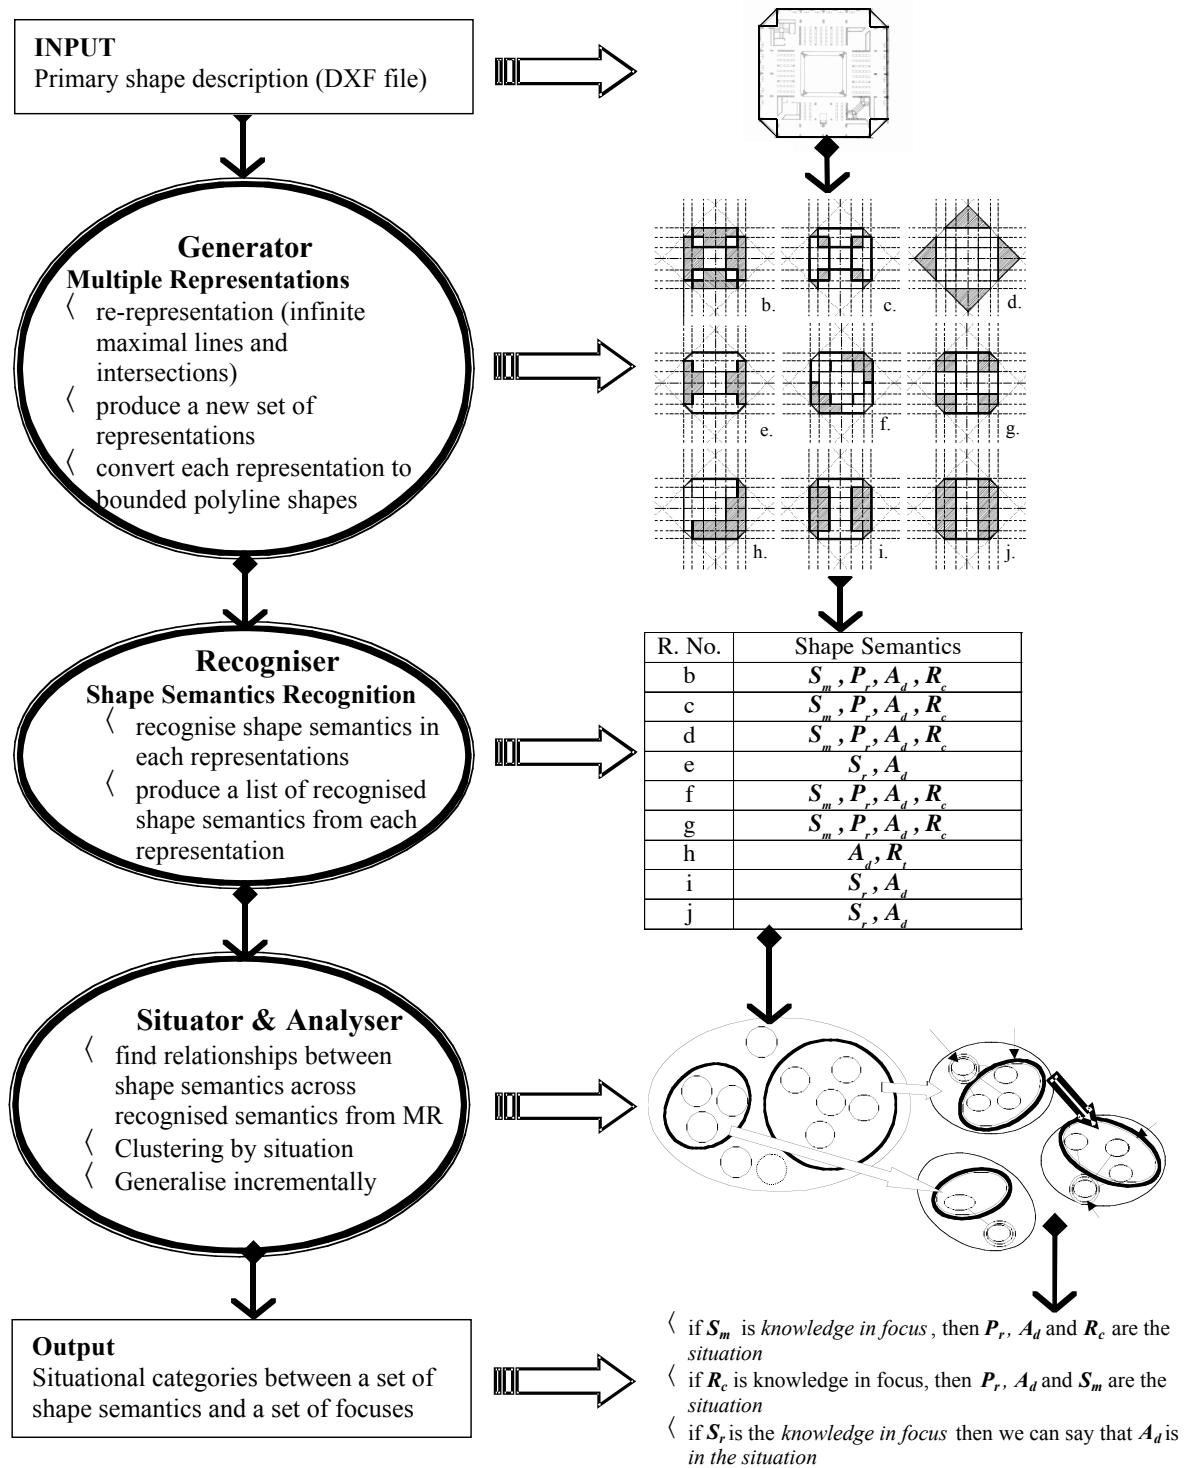 INPUT
Primary shape description (DXF file)
Generator
Multiple Representations
〈 re-representation (infinite
maximal lines and
intersections)
〈 produce a new set of
representations
〈 convert each representation to
bounded polyline shapes
b.
c.
d.
e.
f.
g.
h.
i.
j.
Recogniser
Shape Semantics Recognition
〈 recognise shape semantics in
each representations
〈 produce a list of recognised
shape semantics from each
representation
R. No. Shape Semantics
b Sm , Pr, Ad , Rc
c Sm , Pr, Ad , Rc
d Sm , Pr, Ad , Rc
e Sr , Ad
f Sm , Pr, Ad , Rc
g Sm , Pr, Ad , Rc
h Ad , Rt
i Sr , Ad
j Sr , Ad
Situator & Analyser
〈 find relationships between
shape semantics across
recognised semantics from MR
〈 Clustering by situation
〈 Generalise incrementally
Output
Situational categories between a set of
shape semantics and a set of focuses
〈 if Sm is knowledge in focus , then Pr, Ad and Rc are the
situation
〈 if Rc is knowledge in focus, then Pr, Ad and Sm are the
situation
〈 if Sr is the knowledge in focus then we can say that Ad is
in the situation